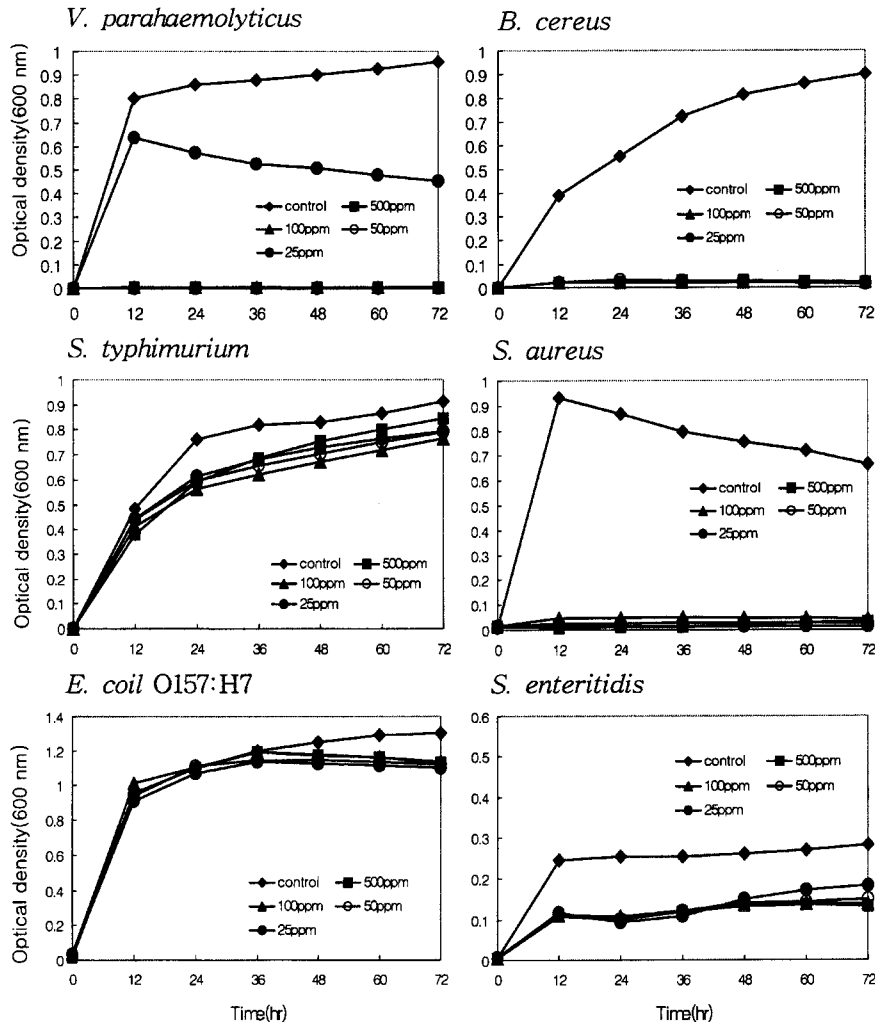 V. parahaemolyticus
Optical density(600 nm)
1
0.9
0.8
0.7
0.6
0.5
0.4
0.3
0.2
0.1
0
control 500ppm
100ppm 50ppm
25ppm
0 12 24 36 48 60 72
B. cereus
1
0.9
0.8
0.7
0.6
0.5
0.4
0.3
0.2
0.1
0
control 500ppm
100ppm 50ppm
25ppm
0 12 24 36 48 60 72
S. typhimurium
Optical density(600 nm)
1
0.9
0.8
0.7
0.6
0.5
0.4
0.3
0.2
0.1
0
control 500ppm
100ppm 50ppm
25ppm
0 12 24 36 48 60 72
S. aureus
1
0.9
0.8
0.7
0.6
0.5
0.4
0.3
0.2
0.1
0
control 500ppm
100ppm 50ppm
25ppm
0 12 24 36 48 60 72
E. coil O157:H7
Optical density(600 nm)
1.4
1.2
1
0.8
0.6
0.4
0.2
0
control 500ppm
100ppm 50ppm
25ppm
0 12 24 36 48 60 72
Time(hr)
S. enteritidis
0.6
0.5
0.4
0.3
0.2
0.1
0
control 500ppm
100ppm 50ppm
25ppm
0 12 24 36 48 60 72
Time(hr)